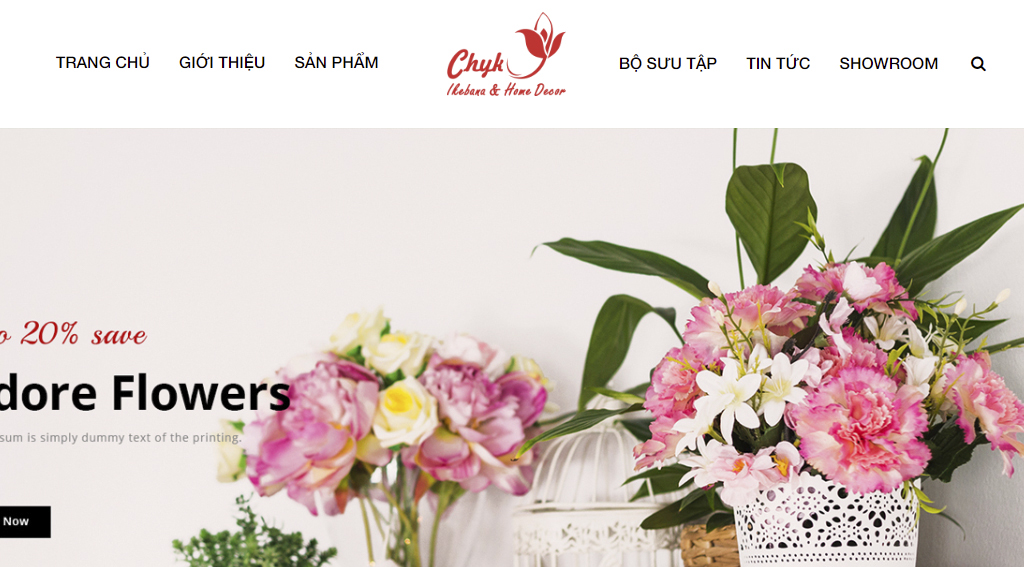 TRANG CHỦ GIỚI THIỆU SẢN PHẨM BỘ SƯU TẬP TIN TỨC SHOWROOM
Chyk
Ikebana & Home Decor
o 20% save
dore Flowers
sum is simply dummy text of the printing.
Now